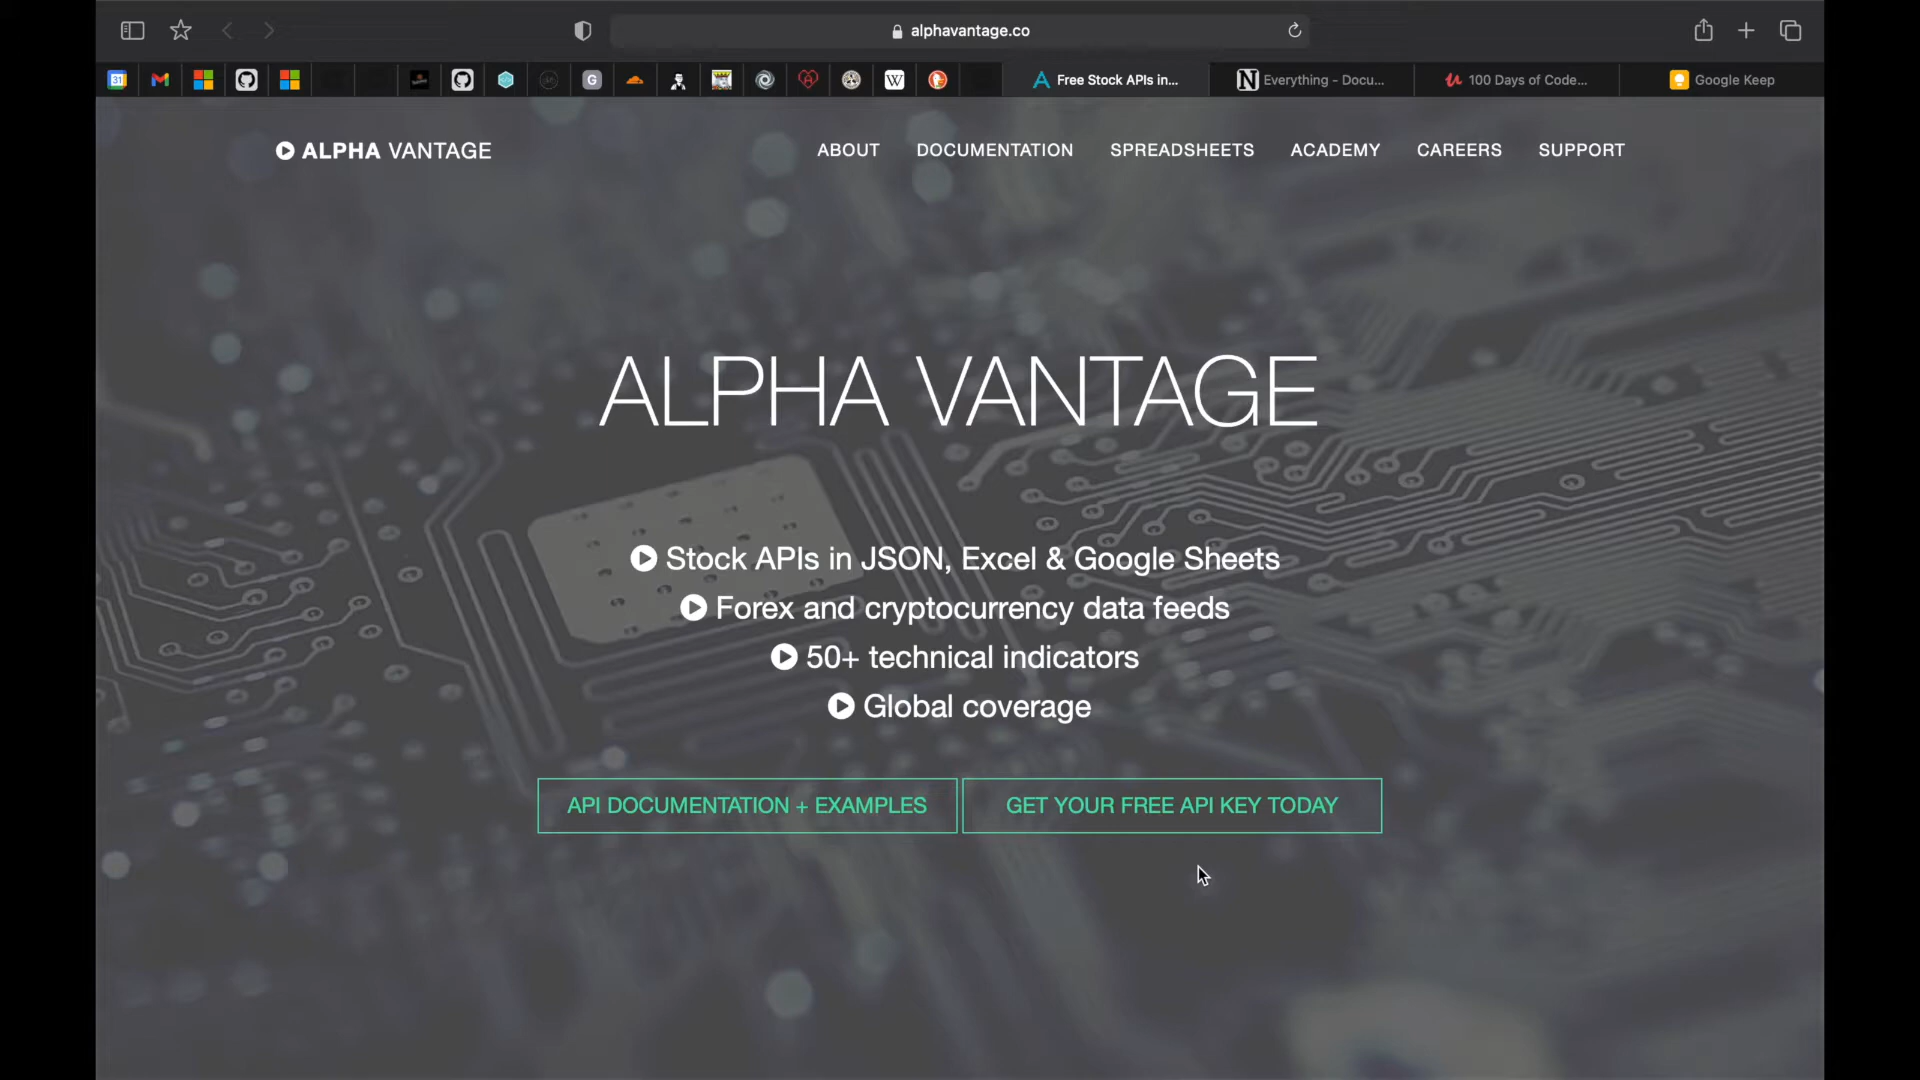 alphavantage.co
31
G
W
Free Stock APIs in...
Everything - Docu...
100 Days of Code...
Google Keep
ALPHA VANTAGE
ABOUT
DOCUMENTATION
SPREADSHEETS
ACADEMY
CAREERS
SUPPORT
ALPHA VANTAGE
Stock APIs in JSON, Excel & Google Sheets
Forex and cryptocurrency data feeds
50+ technical indicators
Global coverage
API DOCUMENTATION + EXAMPLES
GET YOUR FREE API KEY TODAY